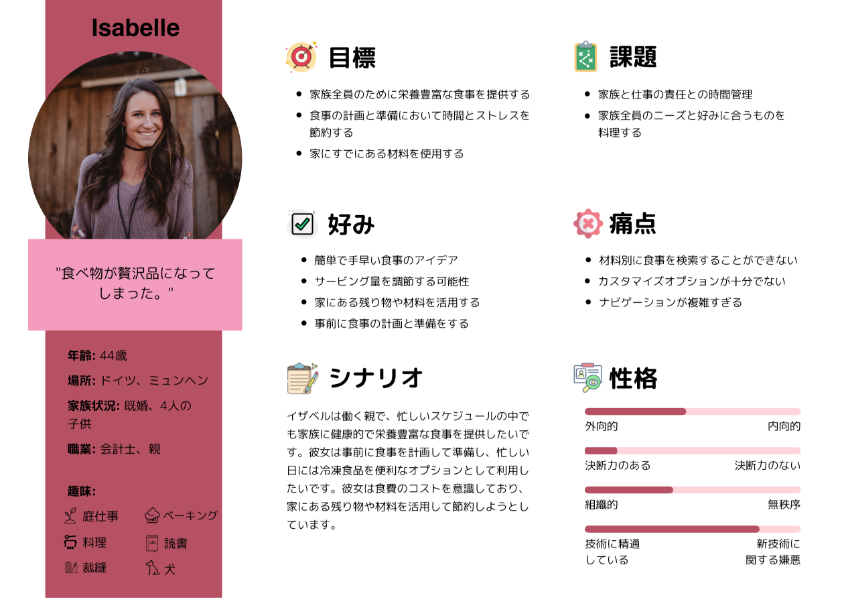 Isabelle
"食べ物が贅沢品になって
しまった。"
年齢: 44歳
場所: ドイツ、ミュンヘン
家族状況: 既婚、4人の
子供
職業: 会計士、親
趣味:
庭仕事
ベーキング
料理
読書
裁縫
犬
目標
• 家族全員のために栄養豊富な食事を提供する
• 食事の計画と準備において時間とストレスを
節約する
• 家にすでにある材料を使用する
課題
• 家族と仕事の責任との時間管理
• 家族全員のニーズと好みに合うものを
料理する
好み
• 簡単で手早い食事のアイデア
• サービング量を調節する可能性
• 家にある残り物や材料を活用する
• 事前に食事の計画と準備をする
痛点
• 材料別に食事を検索することができない
• カスタマイズオプションが十分でない
• ナビゲーションが複雑すぎる
シナリオ
イザベルは働く親で、忙しいスケジュールの中で
も家族に健康的で栄養豊富な食事を提供したいで
す。彼女は事前に食事を計画して準備し、忙しい
日には冷凍食品を便利なオプションとして利用し
たいです。彼女は食費のコストを意識しており、
家にある残り物や材料を活用して節約しようとし
ています。
性格
外向的 内向的
決断力のある 決断力のない
組織的 無秩序
技術に精通 新技術に
している 関する嫌悪